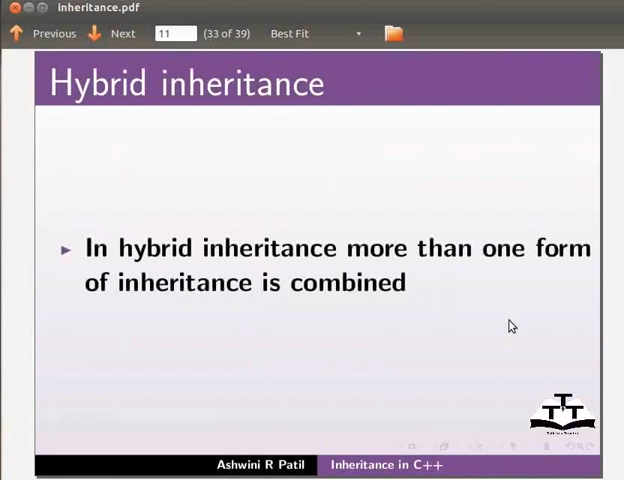 inheritance.pdf
Previous Next 11 (33 of 39) Best Fit
Hybrid inheritance
In hybrid inheritance more than one form
of inheritance is combined
TTT
Ashwini R Patil Inheritance in C++